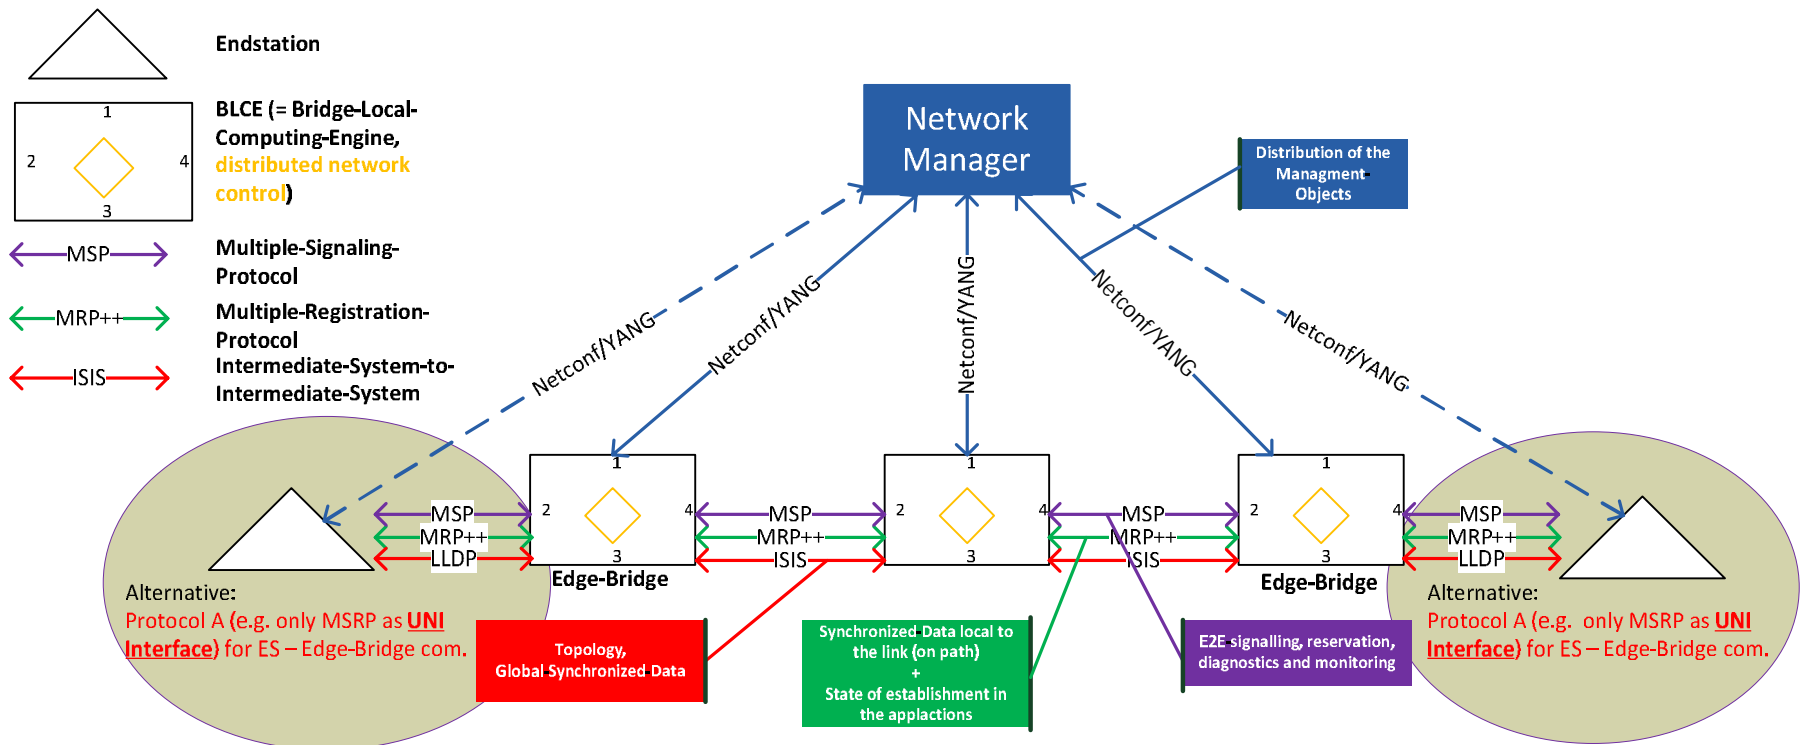 Endstation
1
2
4
3
BLCE (= Bridge-Local-
Computing-Engine,
distributed network
control)
MSP
Multiple-Signaling-
Protocol
MRP++
Multiple-Registration-
Protocol
ISIS
Intermediate-System-to-
Intermediate-System
Network
Manager
Distribution of the
Managment-
Objects
Netconf/YANG
Netconf/YANG
Netconf/YANG
Netconf/YANG
Netconf/YANG
MSP
MRP++
LLDP
1
2
4
3
Edge-Bridge
MSP
MRP++
ISIS
1
2
4
3
MSP
MRP++
ISIS
1
2
4
3
Edge-Bridge
MSP
MRP++
LLDP
Alternative:
Protocol A (e.g. only MSRP as UNI
Interface) for ES – Edge-Bridge com.
Topology,
Global-Synchronized-Data
Synchronized-Data local to
the link (on path)
+
State of establishment in
the applactions
E2E-signalling, reservation,
diagnostics and monitoring
Alternative:
Protocol A (e.g. only MSRP as UNI
Interface) for ES – Edge-Bridge com.